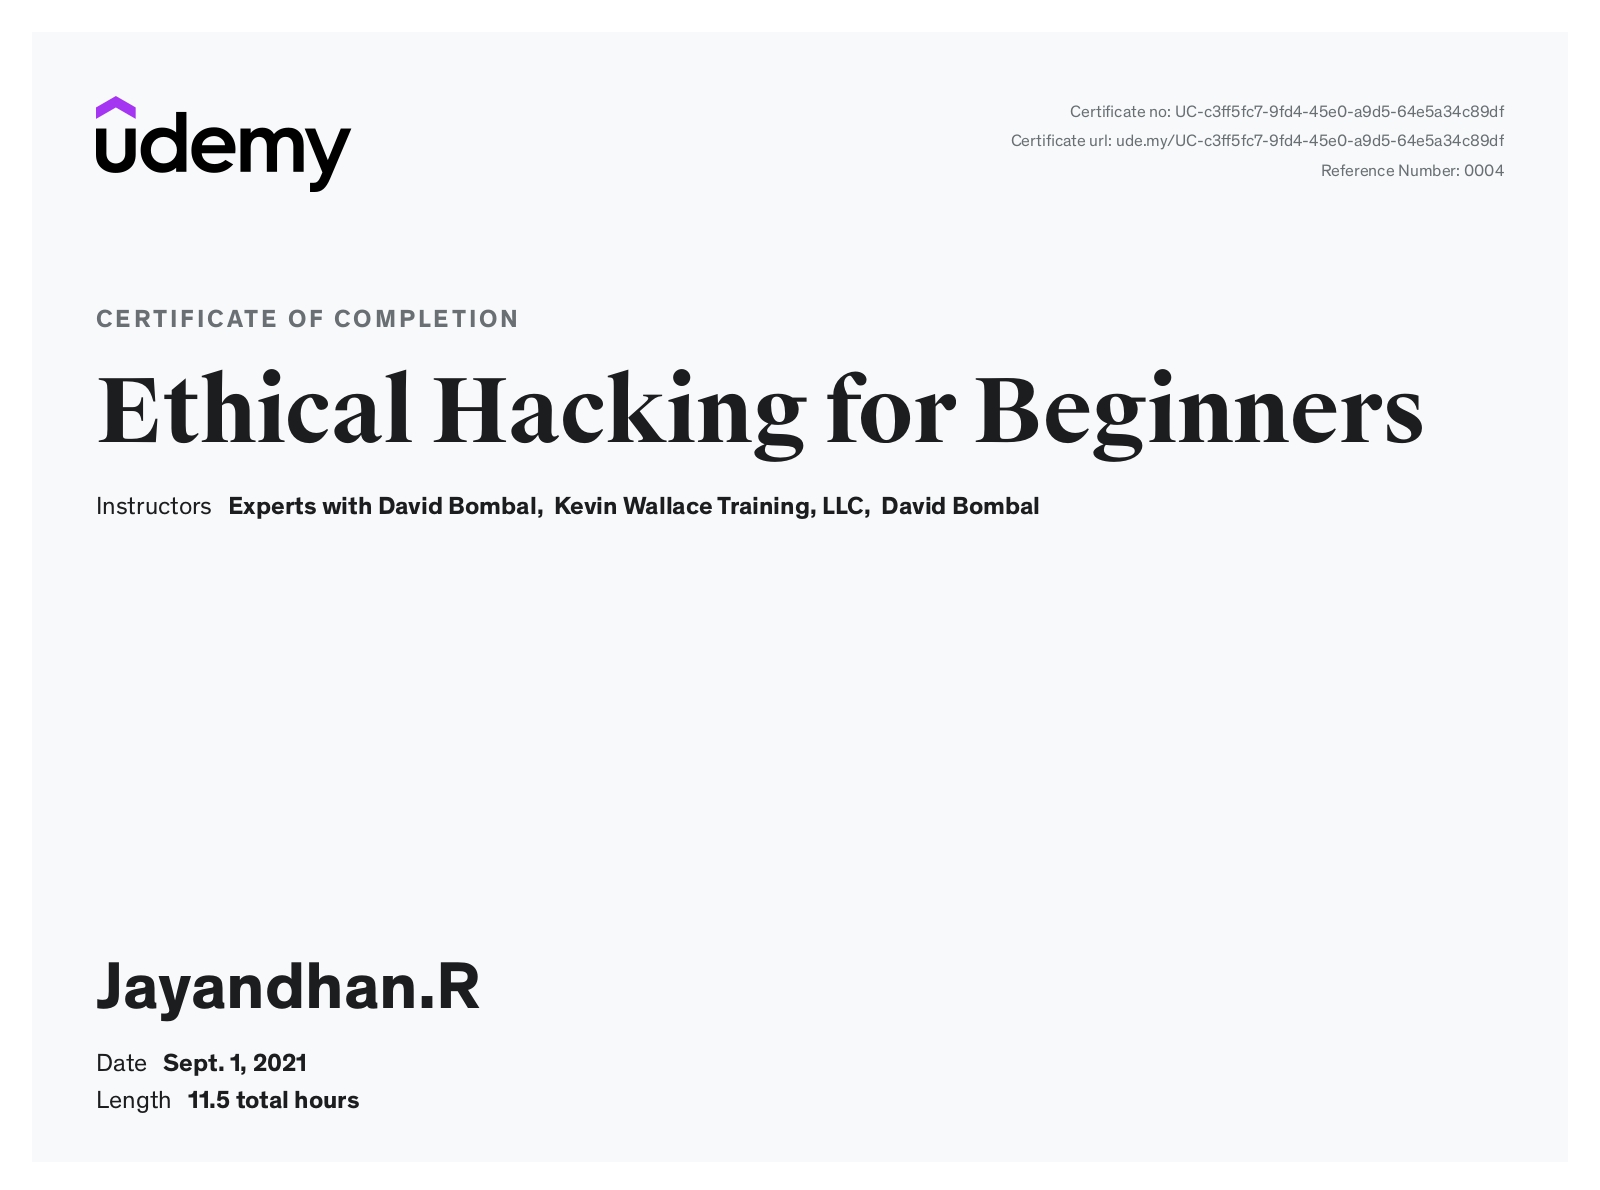 udemy
Certificate no: UC-c3ff5fc7-9fd4-45e0-a9d5-64e5a34c89df
Certificate url: ude.my/UC-c3ff5fc7-9fd4-45e0-a9d5-64e5a34c89df
Reference Number: 0004
CERTIFICATE OF COMPLETION
Ethical Hacking for Beginners
Instructors Experts with David Bombal, Kevin Wallace Training, LLC, David Bombal
Jayandhan.R
Date Sept. 1, 2021
Length 11.5 total hours